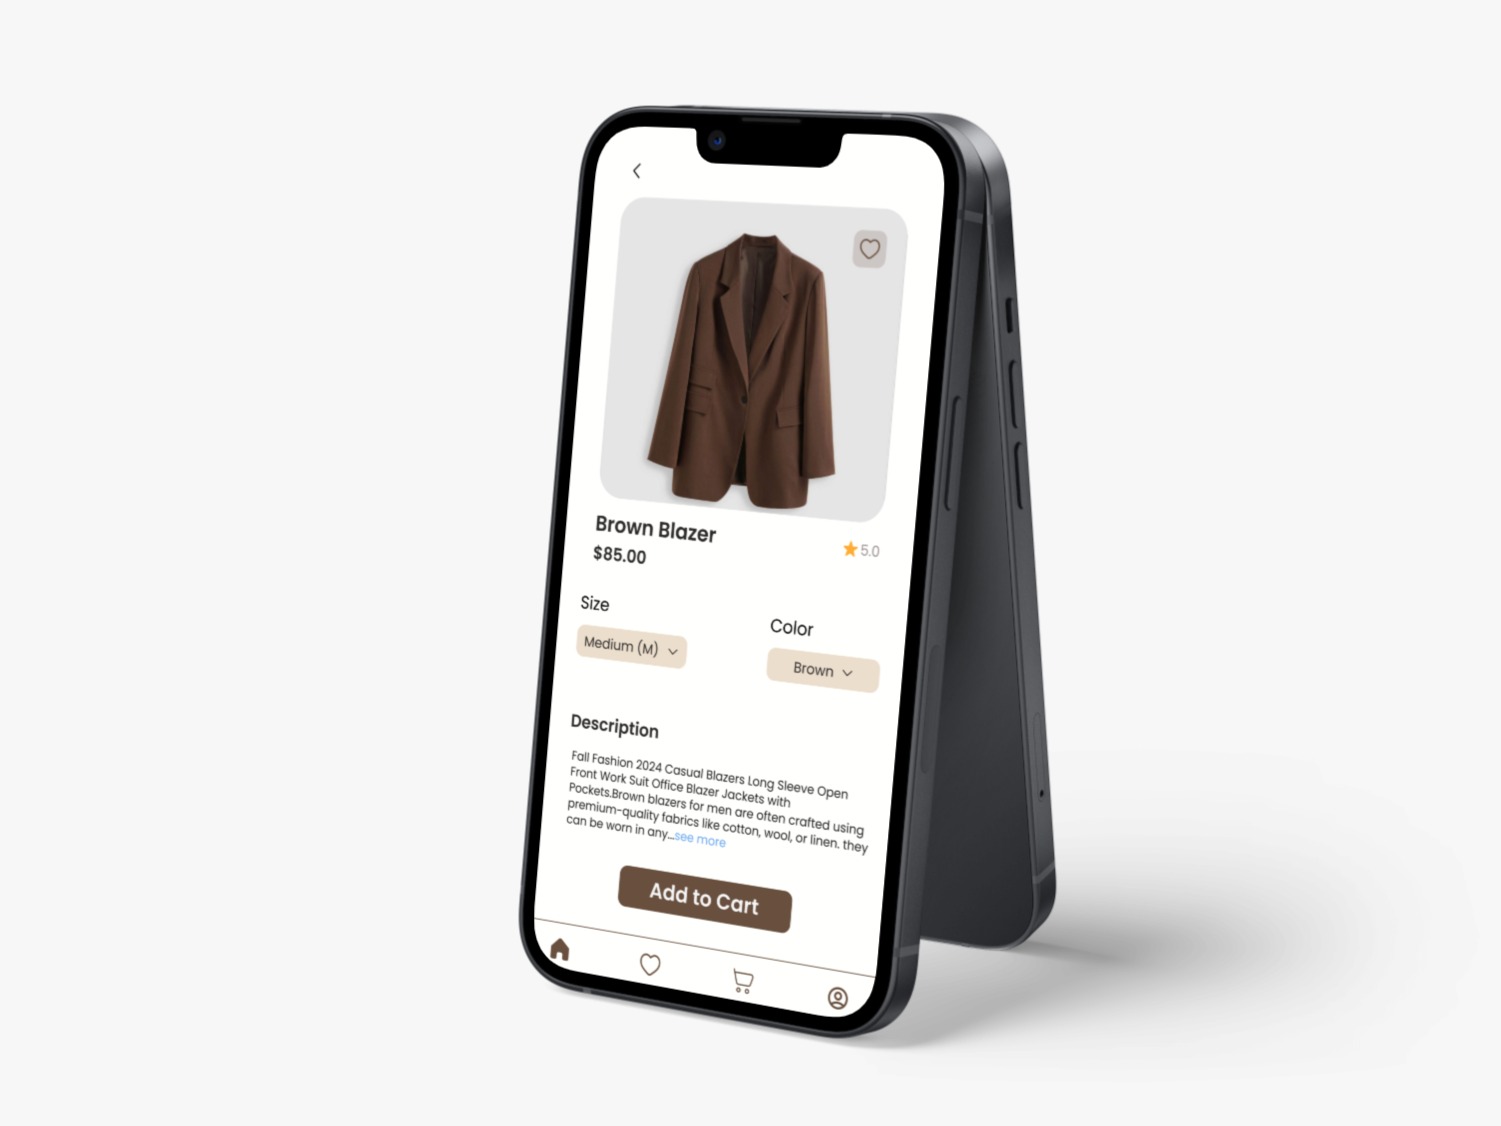 Brown Blazer
$85.00
5.0
Size
Color
Medium (M)
Brown
Description
Fall Fashion 2024 Casual Blazers Long Sleeve Open
Front Work Suit Office Blazer Jackets with
Pockets.Brown blazers for men are often crafted using
premium-quality fabrics like cotton, wool, or linen. they
can be worn in any...see more
Add to Cart